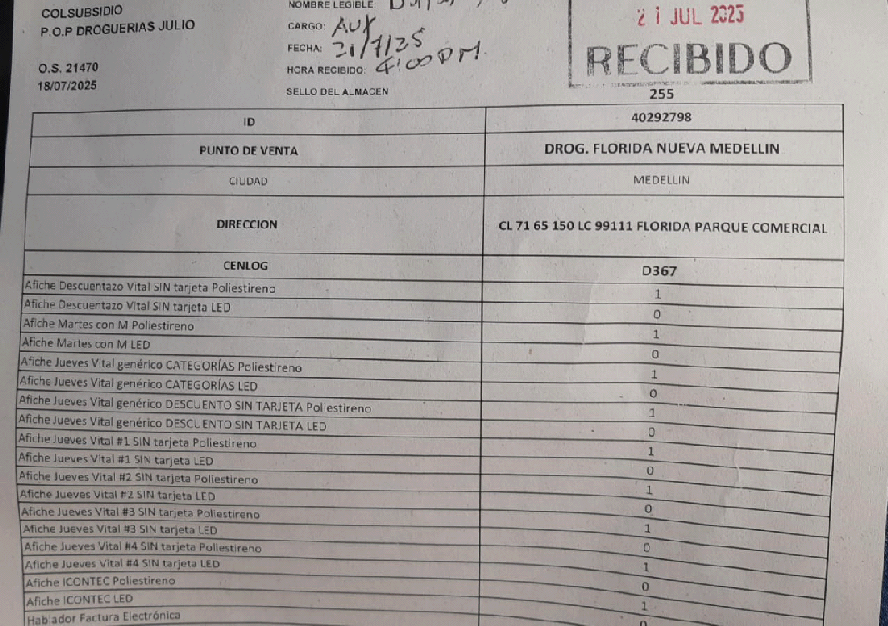 COLSUBSIDIO
P.O.P DROGUERIAS JULIO
O.S. 21470
18/07/2025
NOMBRE LEGIBLE
CARGO: AUX
FECHA: 21/7/25
HORA RECIBIDO: 4:00 PM.
SELLO DEL ALMACEN
21 JUL 2025
RECIBIDO
255
ID 40292798
PUNTO DE VENTA DROG. FLORIDA NUEVA MEDELLIN
CIUDAD MEDELLIN
DIRECCION CL 71 65 150 LC 99111 FLORIDA PARQUE COMERCIAL
CENLOG D367
Afiche Descuentazo Vital SIN tarjeta Poliestireno 1
Afiche Descuentazo Vital SIN tarjeta LED 0
Afiche Martes con M Poliestireno 1
Afiche Martes con M LED 0
Afiche Jueves Vital genérico CATEGORÍAS Poliestireno 1
Afiche Jueves Vital genérico CATEGORÍAS LED 0
Afiche Jueves Vital genérico DESCUENTO SIN TARJETA Poliestireno 1
Afiche Jueves Vital genérico DESCUENTO SIN TARJETA LED 0
Afiche Jueves Vital #1 SIN tarjeta Poliestireno 1
Afiche Jueves Vital #1 SIN tarjeta LED 0
Afiche Jueves Vital #2 SIN tarjeta Poliestireno 1
Afiche Jueves Vital #2 SIN tarjeta LED 0
Afiche Jueves Vital #3 SIN tarjeta Poliestireno 1
Afiche Jueves Vital #3 SIN tarjeta LED 0
Afiche Jueves Vital #4 SIN tarjeta Poliestireno 1
Afiche Jueves Vital #4 SIN tarjeta LED 0
Afiche ICONTEC Poliestireno 1
Afiche ICONTEC LED 0
Hablador Factura Electrónica